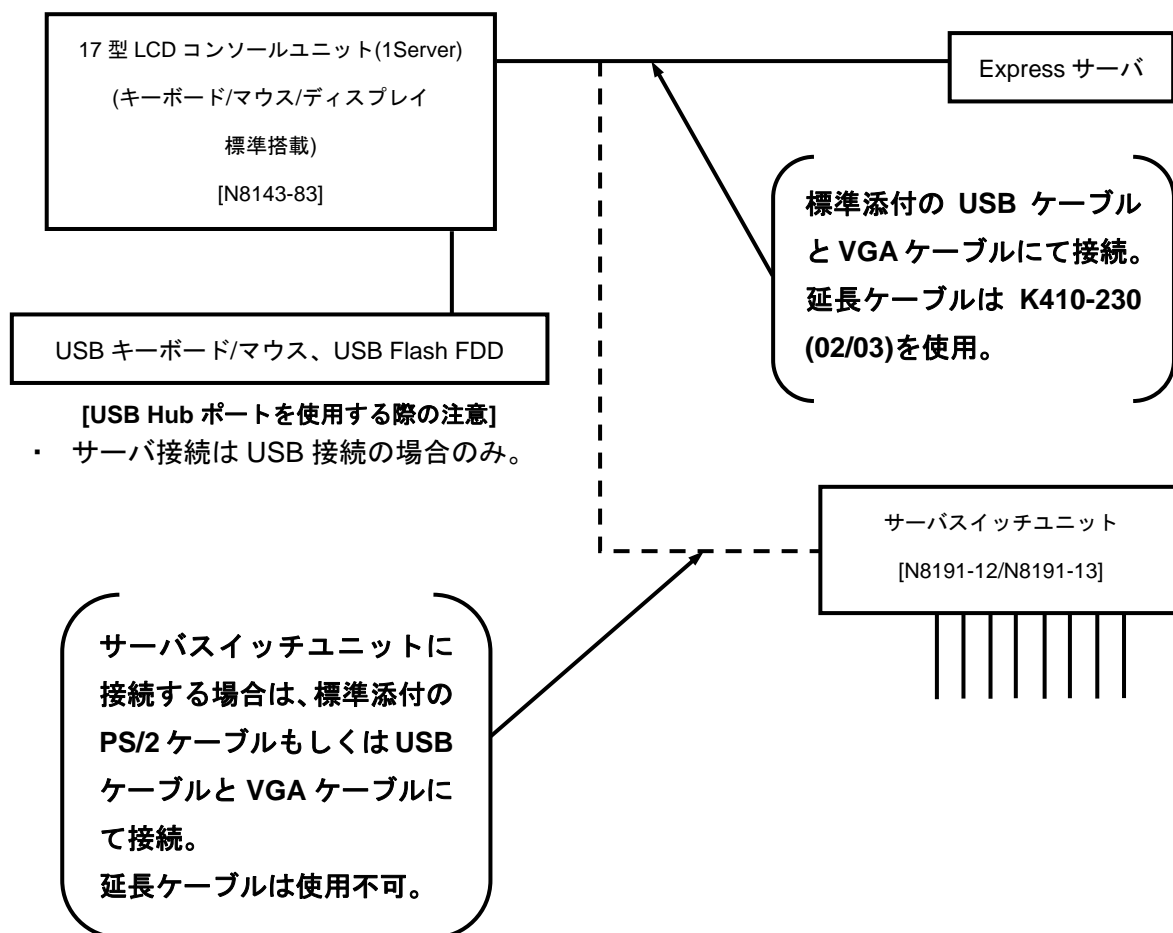 17 型 LCD コンソールユニット(1Server)
(キーボード/マウス/ディスプレイ
標準搭載)
[N8143-83]
Express サーバ
標準添付の USB ケーブル
と VGA ケーブルにて接続。
延長ケーブルは K410-230
(02/03)を使用。
USB キーボード/マウス、USB Flash FDD
[USB Hub ポートを使用する際の注意]
・ サーバ接続は USB 接続の場合のみ。
サーバスイッチユニット
[N8191-12/N8191-13]
サーバスイッチユニットに
接続する場合は、標準添付の
PS/2 ケーブルもしくは USB
ケーブルと VGA ケーブルに
て接続。
延長ケーブルは使用不可。